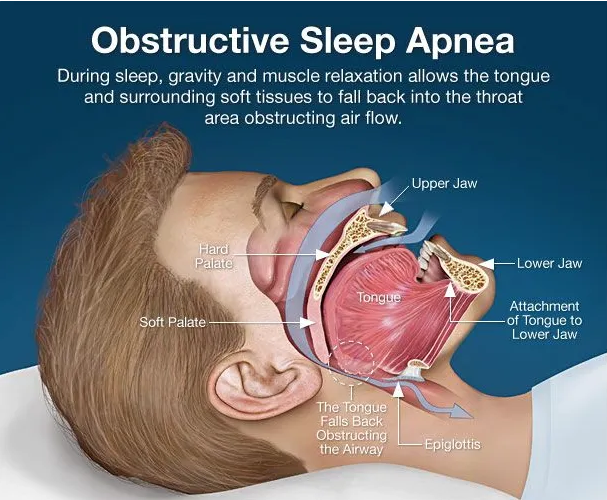 Obstructive Sleep Apnea
During sleep, gravity and muscle relaxation allows the tongue
and surrounding soft tissues to fall back into the throat
area obstructing air flow.
Upper Jaw
Hard
Palate
Lower Jaw
Tongue
Attachment
of Tongue to
Lower Jaw
Soft Palate
The Tongue
Falls Back
Obstructing
the Airway
Epiglottis